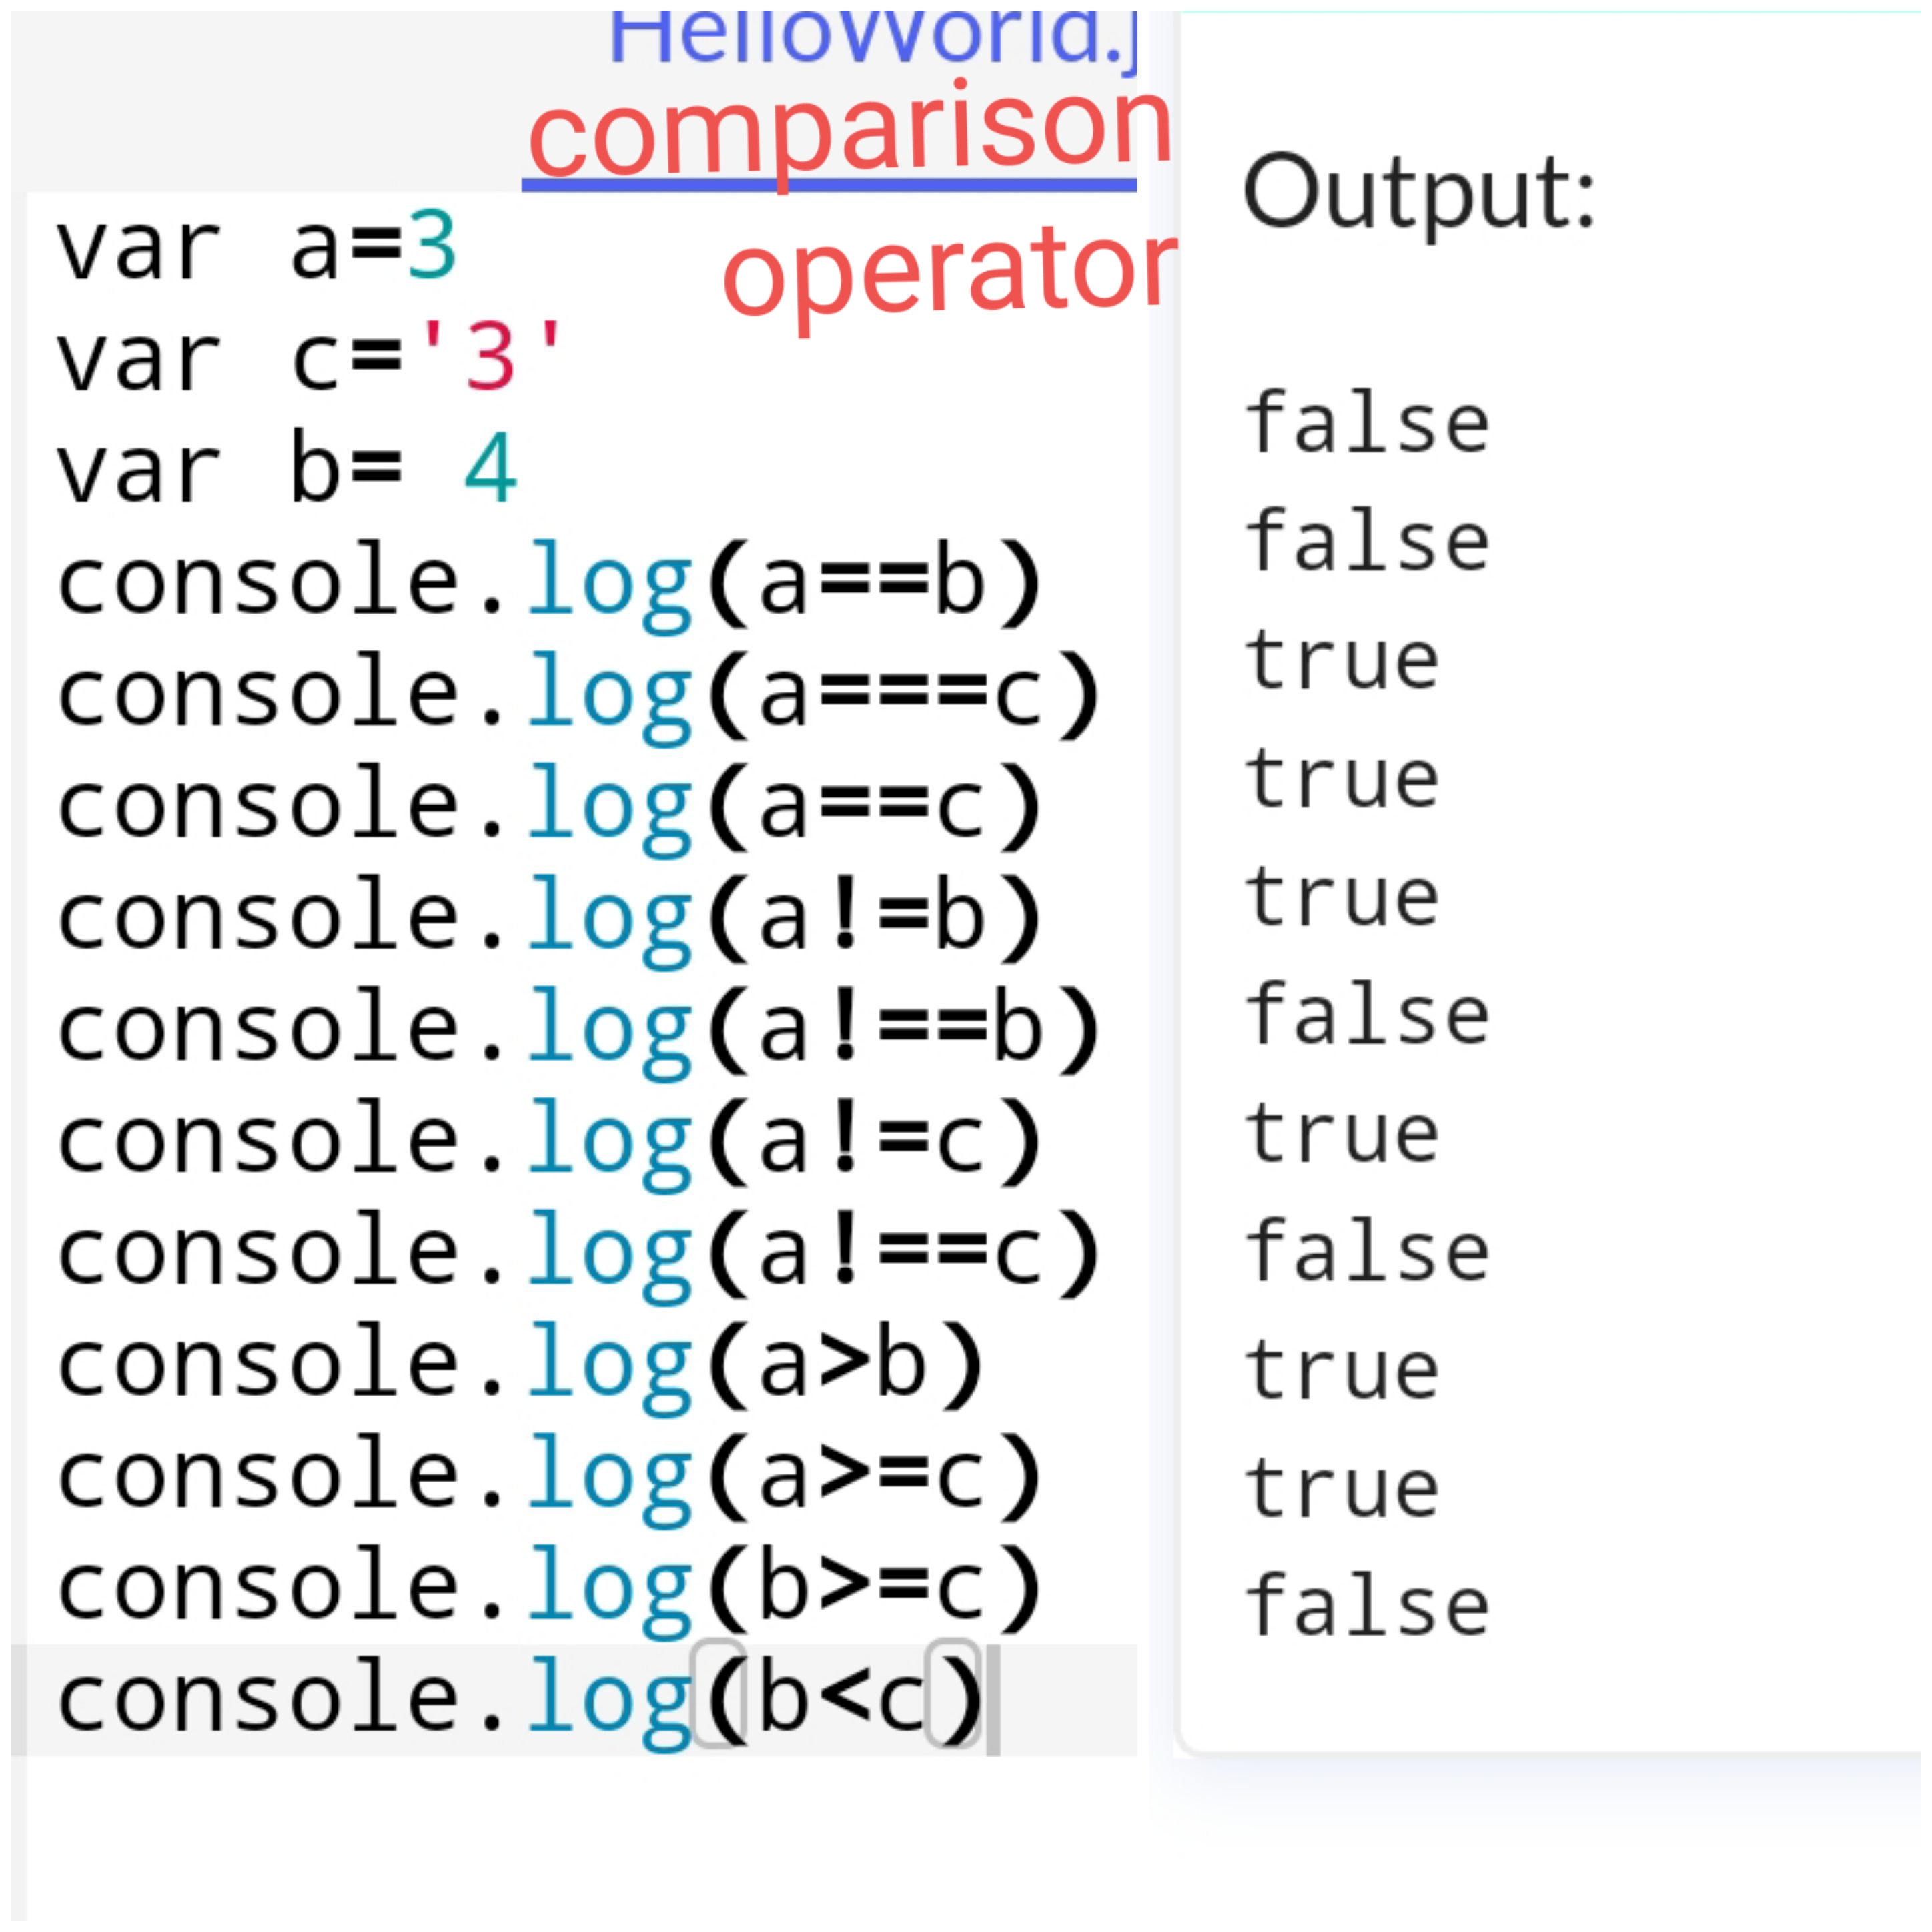 HelloWorld.j
comparison
operator
var a=3
var c='3'
var b= 4
console.log(a==b)
console.log(a===c)
console.log(a==c)
console.log(a!=b)
console.log(a!==b)
console.log(a!=c)
console.log(a!==c)
console.log(a>b)
console.log(a>=c)
console.log(b>=c)
console.log(b<c)
Output:
false
false
true
true
true
false
true
false
true
true
false